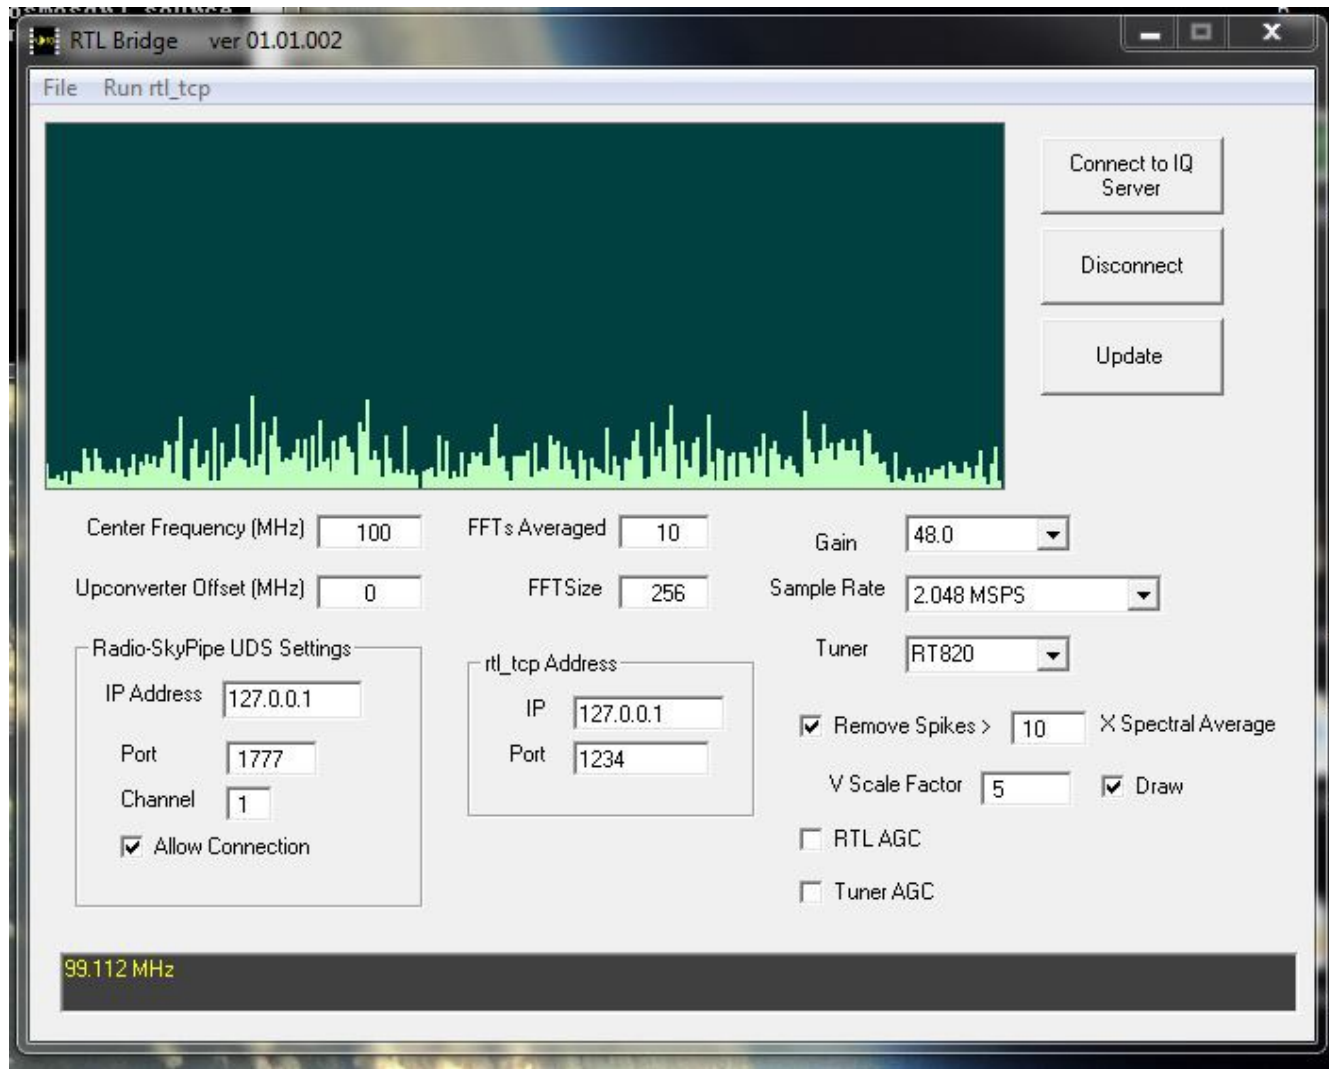 RTL Bridge ver 01.01.002
File Run rtl_tcp
Connect to IQ
Server
Disconnect
Update
Center Frequency (MHz) 100
FFTs Averaged 10
Gain 48.0
Upconverter Offset (MHz) 0
FFTSize 256
Sample Rate 2.048 MSPS
Tuner RT820
Radio-SkyPipe UDS Settings
IP Address 127.0.0.1
Port 1777
Channel 1
Allow Connection
rtl_tcp Address
IP 127.0.0.1
Port 1234
Remove Spikes > 10 X Spectral Average
V Scale Factor 5 Draw
RTL AGC
Tuner AGC
99.112 MHz